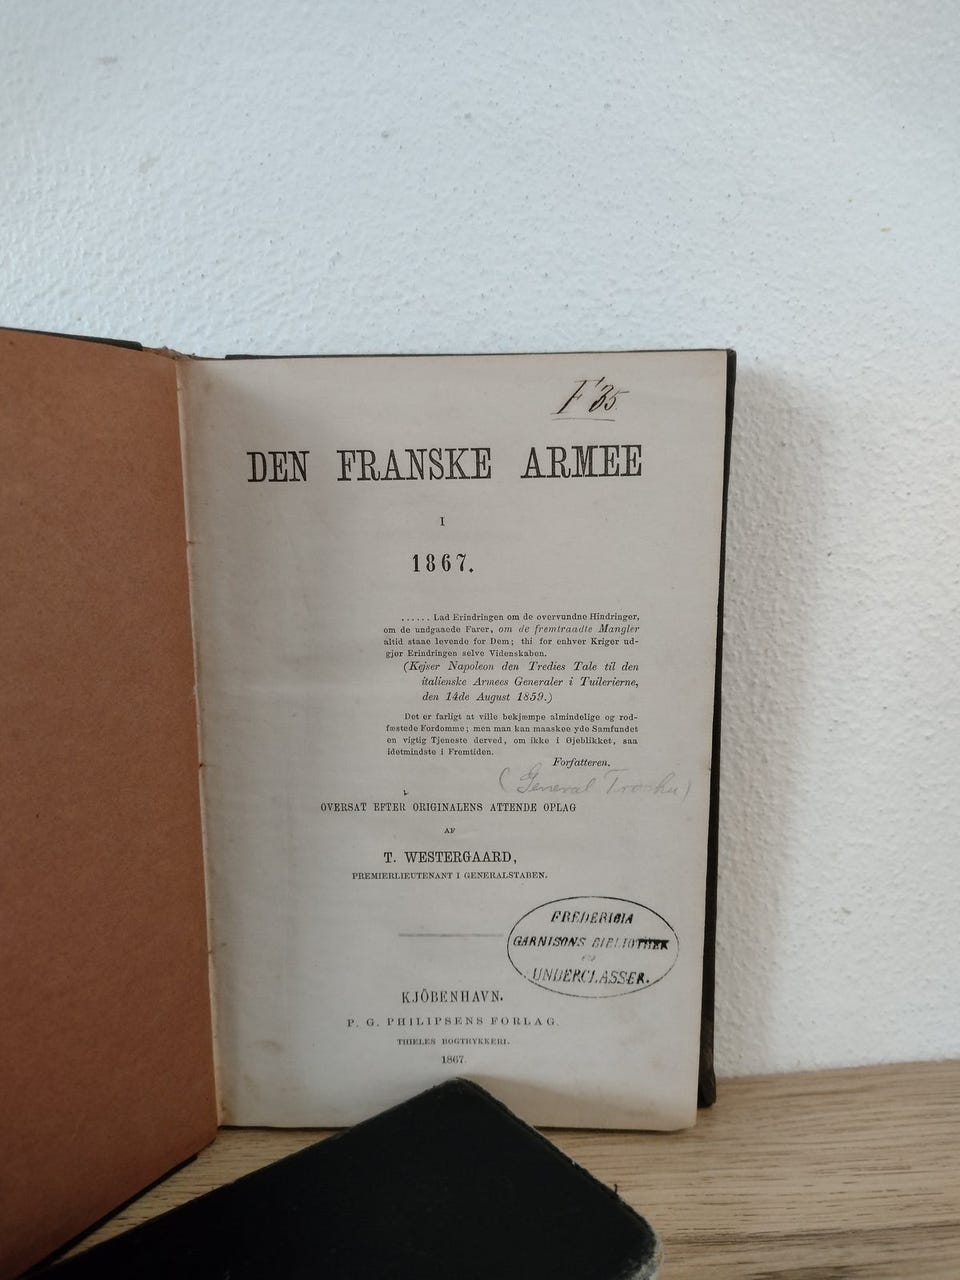 F 35.
DEN FRANSKE ARMEE
I
1867.
...... Lad Erindringen om de overvundne Hindringer,
om de undgaaede Farer, om de fremtraadte Mangler
altid staae levende for Dem; thi for enhver Kriger ud-
gjør Erindringen selve Videnskaben.
(Kejser Napoleon den Tredies Tale til den
italienske Armees Generaler i Tuilerierne,
den 14de August 1859.)
Det er farligt at ville bekjæmpe almindelige og rod-
fæstede Fordomme; men man kan maaskee yde Samfundet
en vigtig Tjeneste derved, om ikke i Øjeblikket, saa
idetmindste i Fremtiden.
Forfatteren.
(General Trochu)
OVERSAT EFTER ORIGINALENS ATTENDE OPLAG
AF
T. WESTERGAARD,
PREMIERLIEUTENANT I GENERALSTABEN.
FREDERICIA
GARNISONS BIBLIOTHEK
FOR
UNDERCLASSER.
KJÖBENHAVN.
P. G. PHILIPSENS FORLAG.
THIELES BOGTRYKKERI.
1867.